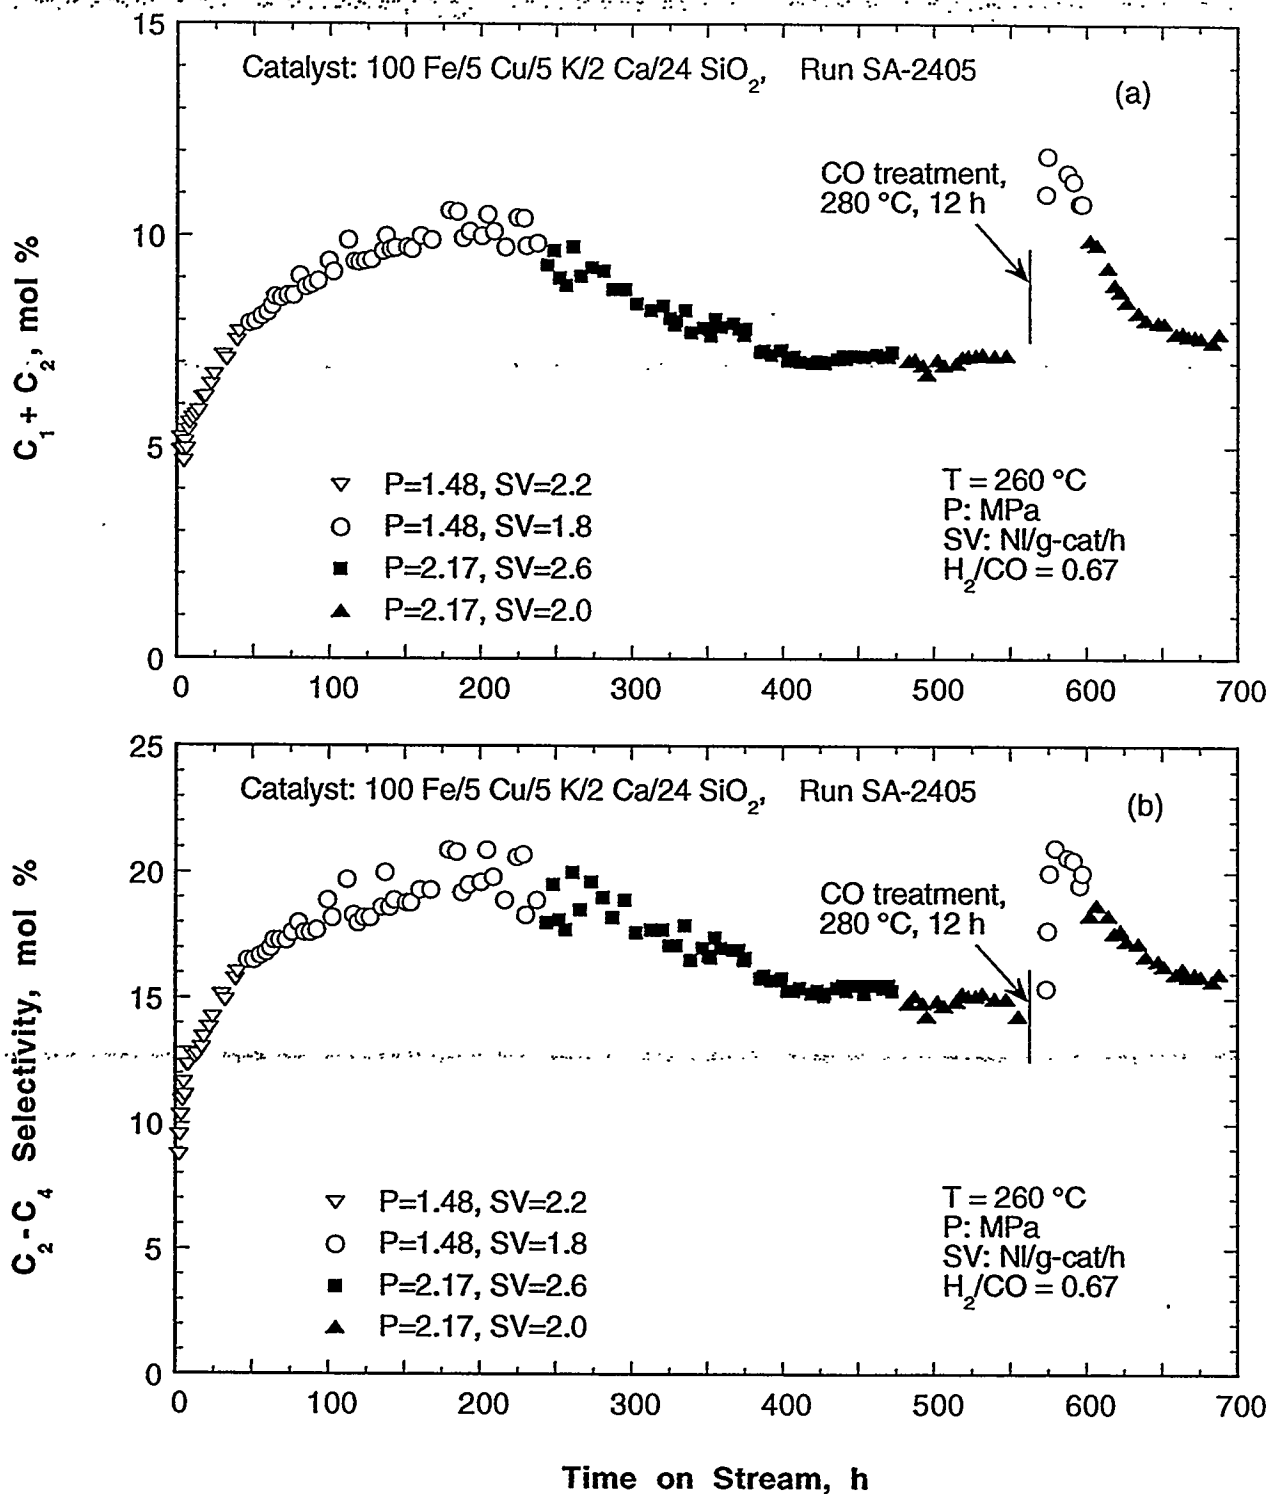 15
Catalyst: 100 Fe/5 Cu/5 K/2 Ca/24 SiO₂, Run SA-2405
(a)
CO treatment,
280 °C, 12 h
10
C₁ + C₂, mol %
5
P=1.48, SV=2.2
P=1.48, SV=1.8
P=2.17, SV=2.6
P=2.17, SV=2.0
T = 260 °C
P: MPa
SV: Nl/g-cat/h
H₂/CO = 0.67
0
0 100 200 300 400 500 600 700
25
Catalyst: 100 Fe/5 Cu/5 K/2 Ca/24 SiO₂, Run SA-2405
(b)
20
CO treatment,
280 °C, 12 h
15
C₂ - C₄ Selectivity, mol %
10
P=1.48, SV=2.2
P=1.48, SV=1.8
P=2.17, SV=2.6
P=2.17, SV=2.0
T = 260 °C
P: MPa
SV: Nl/g-cat/h
H₂/CO = 0.67
5
0
0 100 200 300 400 500 600 700
Time on Stream, h